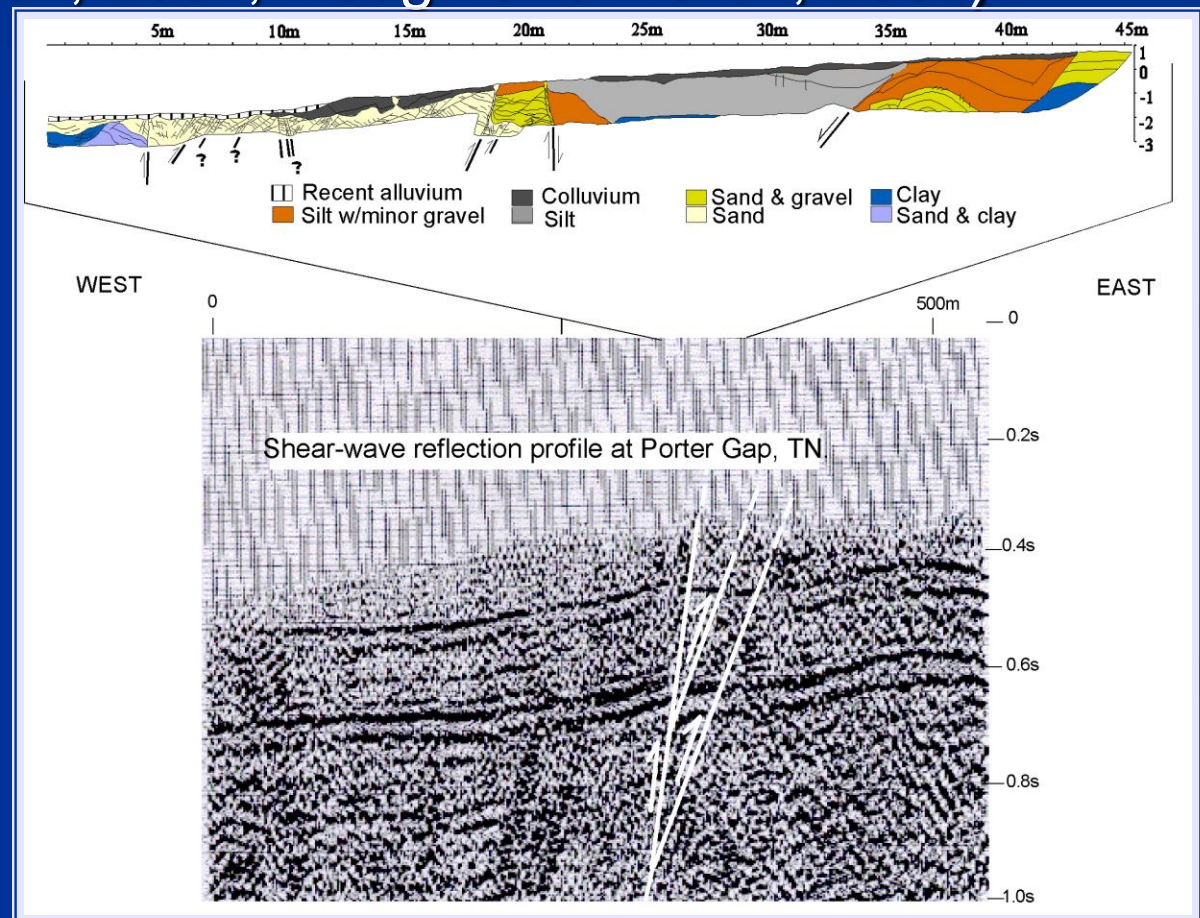 5m 10m 15m 20m 25m 30m 35m 40m 45m
1
0
-1
-2
-3
? ? ?
Recent alluvium Colluvium Sand & gravel Clay
Silt w/minor gravel Silt Sand Sand & clay
WEST EAST
0 500m 0
0.2s
Shear-wave reflection profile at Porter Gap, TN.
0.4s
0.6s
0.8s
1.0s